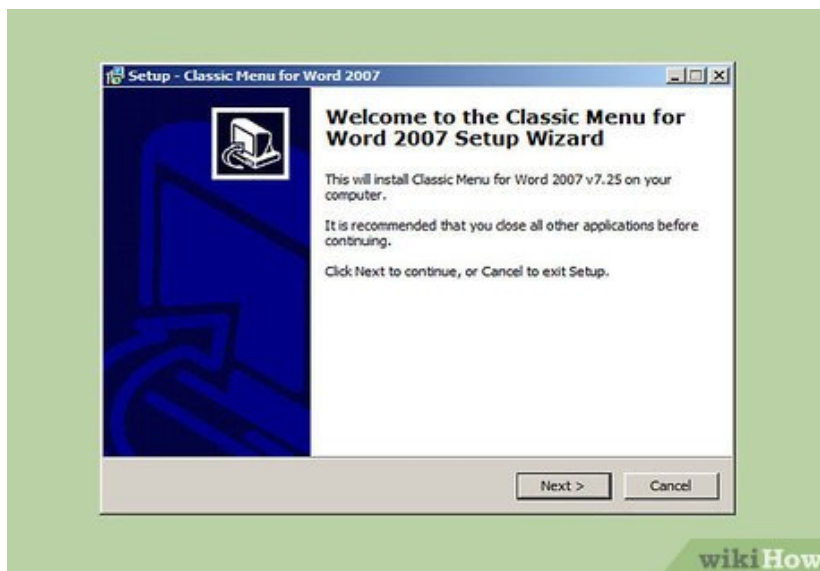 Setup - Classic Menu for Word 2007
Welcome to the Classic Menu for
Word 2007 Setup Wizard
This will install Classic Menu for Word 2007 v7.25 on your
computer.
It is recommended that you close all other applications before
continuing.
Click Next to continue, or Cancel to exit Setup.
Next >
Cancel
wikiHow